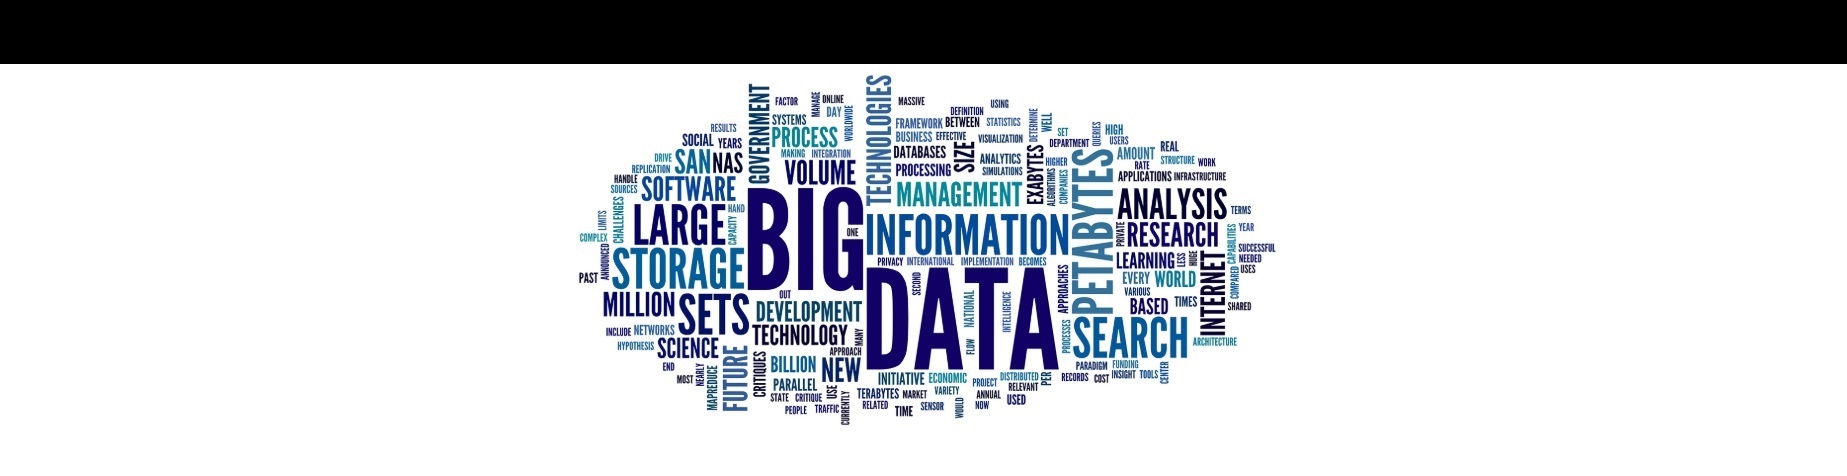 RESULTS
SOCIAL
YEARS
DRIVE
SAN
NAS
REPLICATION
HANDLE
SOURCES
SOFTWARE
LIMITS
CHALLENGES
LARGE
HAND
CAPACITY
COMPLEX
ANNOUNCED
STORAGE
PAST
MILLION
SETS
INCLUDE
NETWORKS
HYPOTHESIS
SCIENCE
END
MOST
NEARLY
MAPREDUCE
FUTURE
GOVERNMENT
FACTOR
MANAGE
ONLINE
DAY
WORLDWIDE
SYSTEMS
PROCESS
MAKING
INTEGRATION
VOLUME
BIG
ONE
OUT
DEVELOPMENT
TECHNOLOGY
MANY
APPROACH
CRITIQUES
BILLION
NEW
PARALLEL
STATE
CRITIQUE
USE
PEOPLE
TRAFFIC
CURRENTLY
TECHNOLOGIES
MASSIVE
USING
DEFINITION
FRAMEWORK
BETWEEN
STATISTICS
DETERMINE
WELL
BUSINESS
EFFECTIVE
VISUALIZATION
DATABASES
SIZE
ANALYTICS
PROCESSING
SIMULATIONS
EXABYTES
HIGHER
ALGORITHMS
COMPANIES
MANAGEMENT
INFORMATION
PRIVACY
INTERNATIONAL
IMPLEMENTATION
BECOMES
DATA
SECOND
NATIONAL
FLOW
INTELLIGENCE
APPROACHES
PROCESSES
INITIATIVE
ECONOMIC
PROJECT
DISTRIBUTED
PER
TERABYTES
MARKET
VARIETY
ANNUAL
RELEVANT
RELATED
TIME
SENSOR
WOULD
NOW
USED
SET
QUERIES
HIGH
USERS
DEPARTMENT
PETABYTES
AMOUNT
REAL
RATE
STRUCTURE
WORK
APPLICATIONS
INFRASTRUCTURE
ANALYSIS
TERMS
PRIVATE
RESEARCH
CAPABILITIES
YEAR
LEARNING
LESS
HUGE
INTERNET
SUCCESSFUL
NEEDED
USES
EVERY
WORLD
COMPARED
VARIOUS
BASED
TIMES
SHARED
SEARCH
ARCHITECTURE
PARADIGM
FUNDING
RECORDS
COST
INSIGHT
TOOLS
CENTER